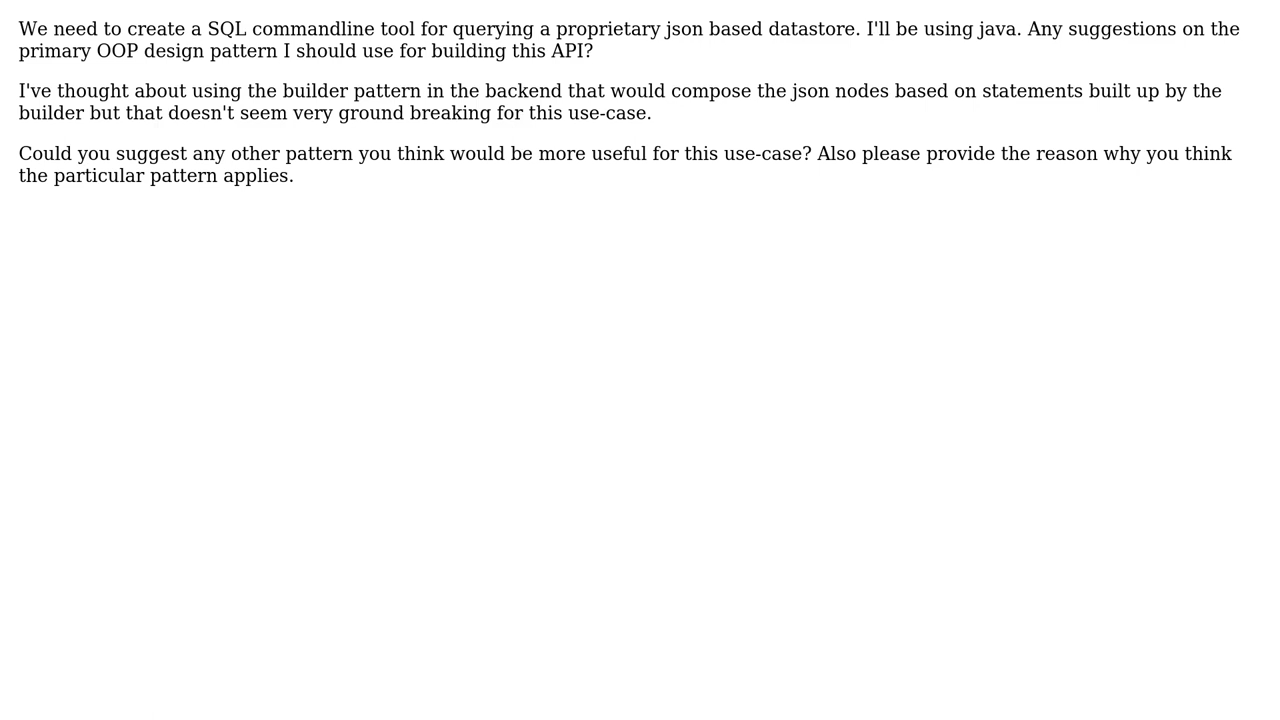 We need to create a SQL commandline tool for querying a proprietary json based datastore. I'll be using java. Any suggestions on the
primary OOP design pattern I should use for building this API?
I've thought about using the builder pattern in the backend that would compose the json nodes based on statements built up by the
builder but that doesn't seem very ground breaking for this use-case.
Could you suggest any other pattern you think would be more useful for this use-case? Also please provide the reason why you think
the particular pattern applies.